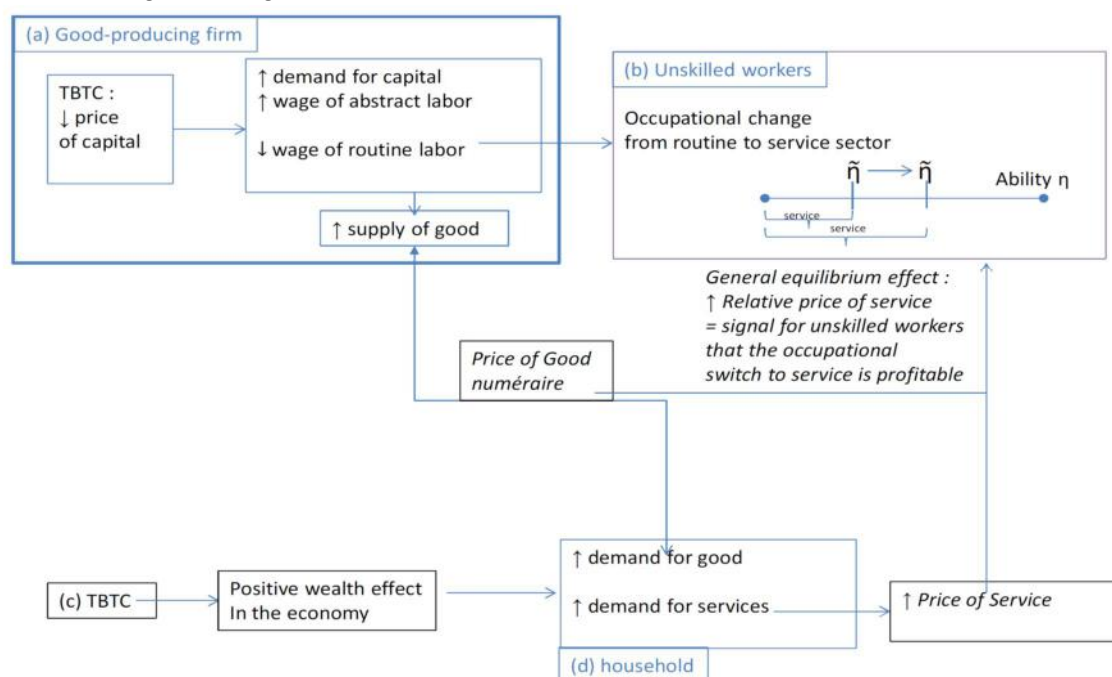 (a) Good-producing firm
TBTC :
↓ price
of capital
↑ demand for capital
↑ wage of abstract labor
↓ wage of routine labor
↑ supply of good
(b) Unskilled workers
Occupational change
from routine to service sector
η̃ η̃
Ability η
service
service
General equilibrium effect :
↑ Relative price of service
= signal for unskilled workers
that the occupational
switch to service is profitable
Price of Good
numéraire
(c) TBTC
Positive wealth effect
In the economy
↑ demand for good
↑ demand for services
(d) household
↑ Price of Service